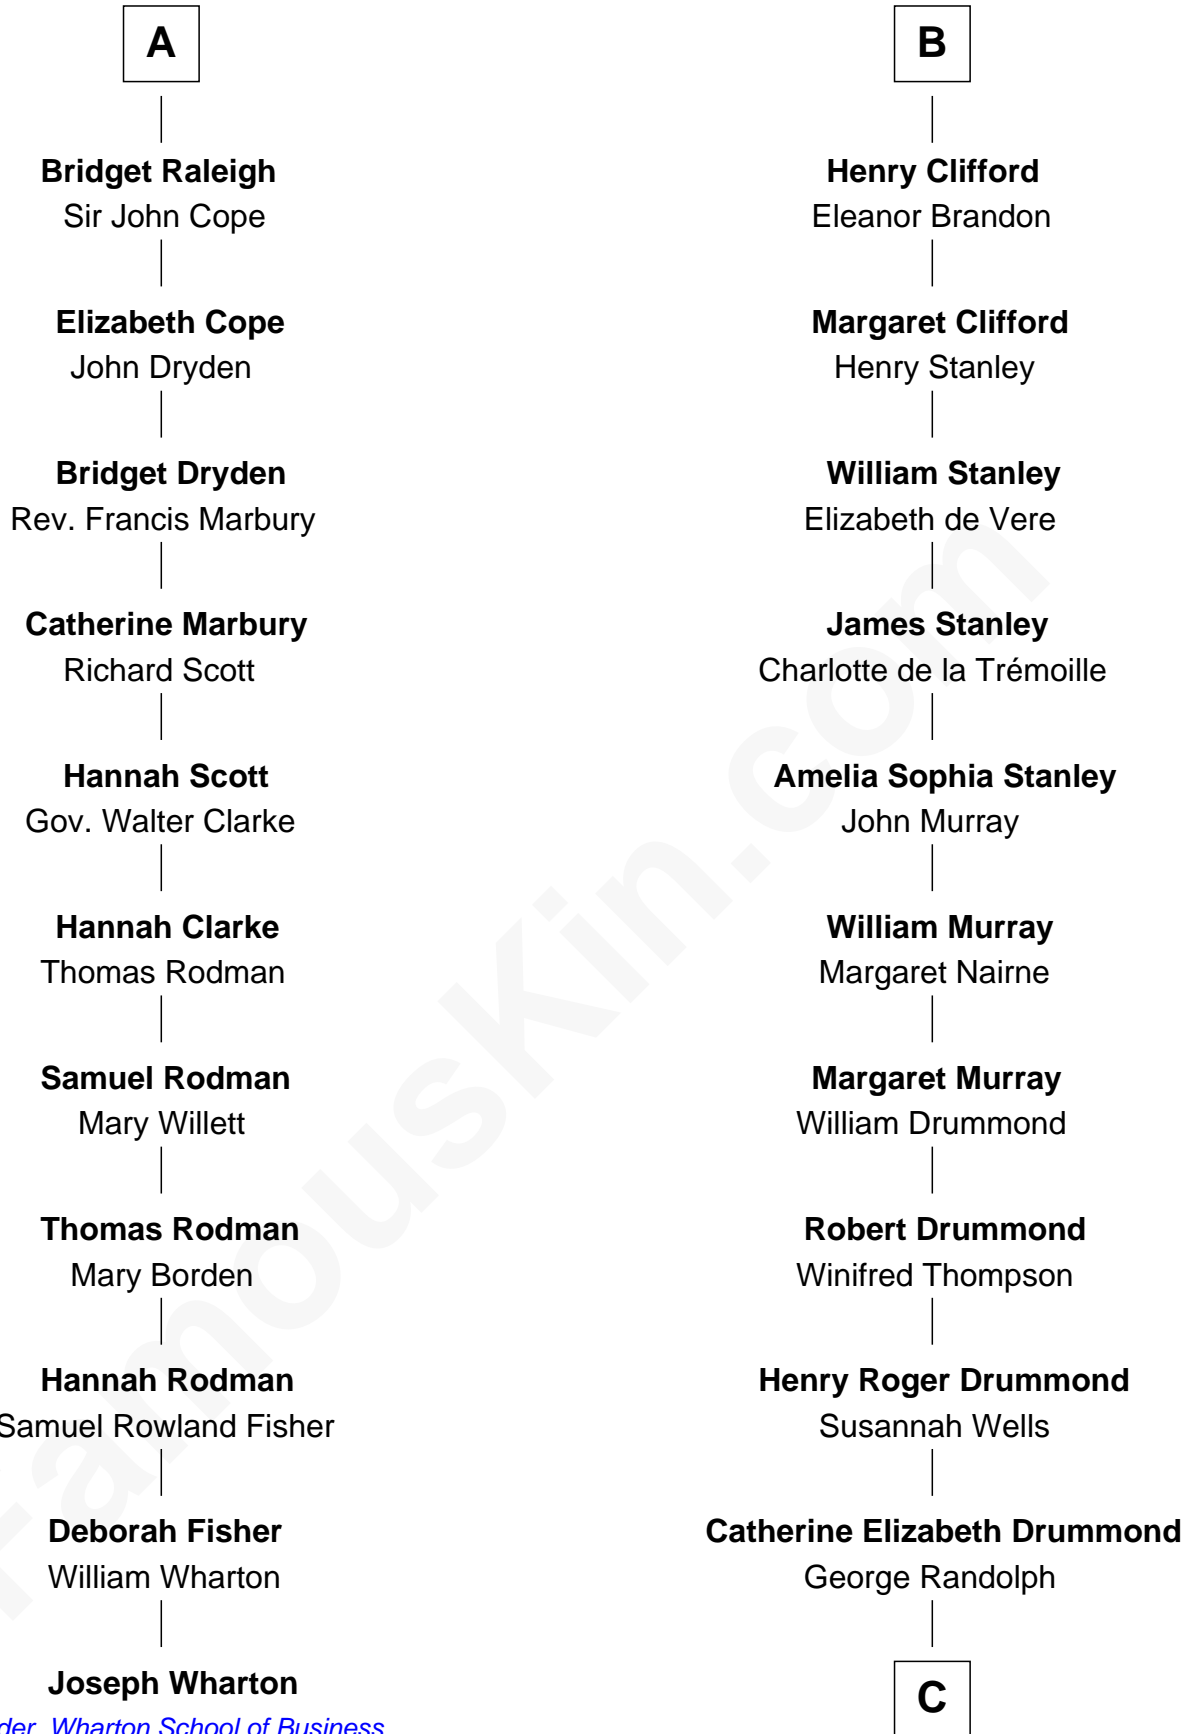 A
Bridget Raleigh
Sir John Cope
Elizabeth Cope
John Dryden
Bridget Dryden
Rev. Francis Marbury
Catherine Marbury
Richard Scott
Hannah Scott
Gov. Walter Clarke
Hannah Clarke
Thomas Rodman
Samuel Rodman
Mary Willett
Thomas Rodman
Mary Borden
Hannah Rodman
Samuel Rowland Fisher
Deborah Fisher
William Wharton
Joseph Wharton
Wharton School of Business
B
Henry Clifford
Eleanor Brandon
Margaret Clifford
Henry Stanley
William Stanley
Elizabeth de Vere
James Stanley
Charlotte de la Trémoille
Amelia Sophia Stanley
John Murray
William Murray
Margaret Nairne
Margaret Murray
William Drummond
Robert Drummond
Winifred Thompson
Henry Roger Drummond
Susannah Wells
Catherine Elizabeth Drummond
George Randolph
C
FamousKin.com